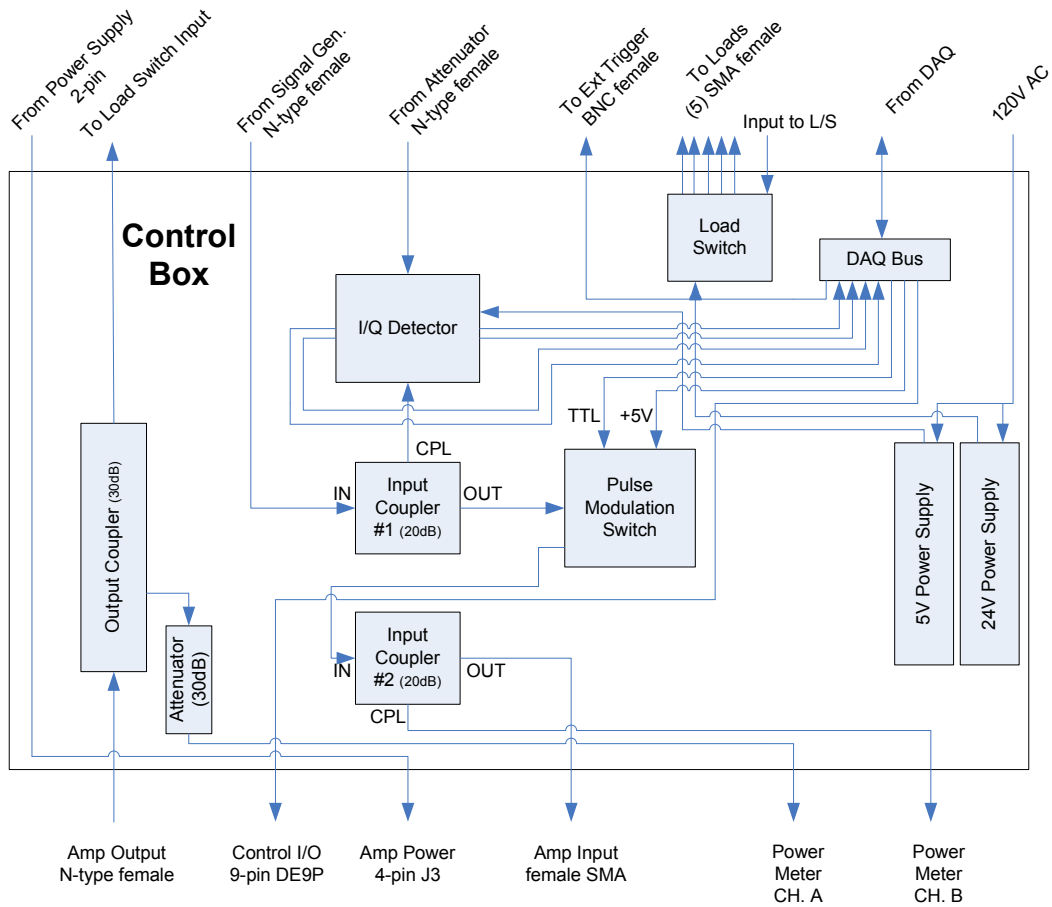 From Power Supply
2-pin
To Load Switch Input
From Signal Gen.
N-type female
From Attenuator
N-type female
To Ext Trigger
BNC female
To Loads
(5) SMA female
Input to L/S
From DAQ
120V AC
Control
Box
Load
Switch
DAQ Bus
I/Q Detector
TTL
+5V
CPL
IN
Input
Coupler
#1 (20dB)
OUT
Pulse
Modulation
Switch
Output Coupler (30dB)
5V Power Supply
24V Power Supply
Attenuator
(30dB)
IN
Input
Coupler
#2 (20dB)
OUT
CPL
Amp Output
N-type female
Control I/O
9-pin DE9P
Amp Power
4-pin J3
Amp Input
female SMA
Power
Meter
CH. A
Power
Meter
CH. B